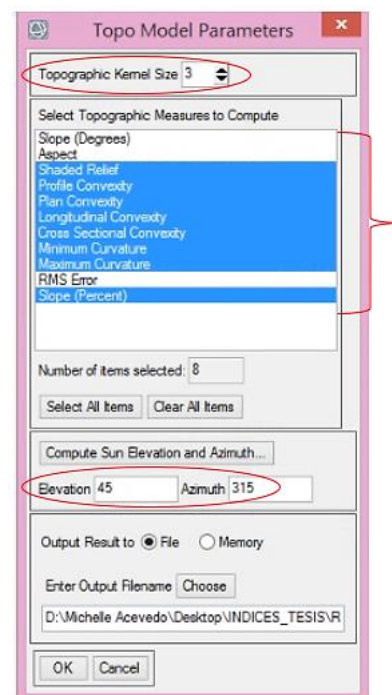 Topo Model Parameters
Topographic Kernel Size 3
Select Topographic Measures to Compute
Slope (Degrees)
Aspect
Shaded Relief
Profile Convexity
Plan Convexity
Longitudinal Convexity
Cross Sectional Convexity
Minimum Curvature
Maximum Curvature
RMS Error
Slope (Percent)
Number of items selected: 8
Select All Items Clear All Items
Compute Sun Elevation and Azimuth...
Elevation 45 Azimuth 315
Output Result to File Memory
Enter Output Filename Choose
D:\Michelle Acevedo\Desktop\INDICES_TESIS\R
OK Cancel